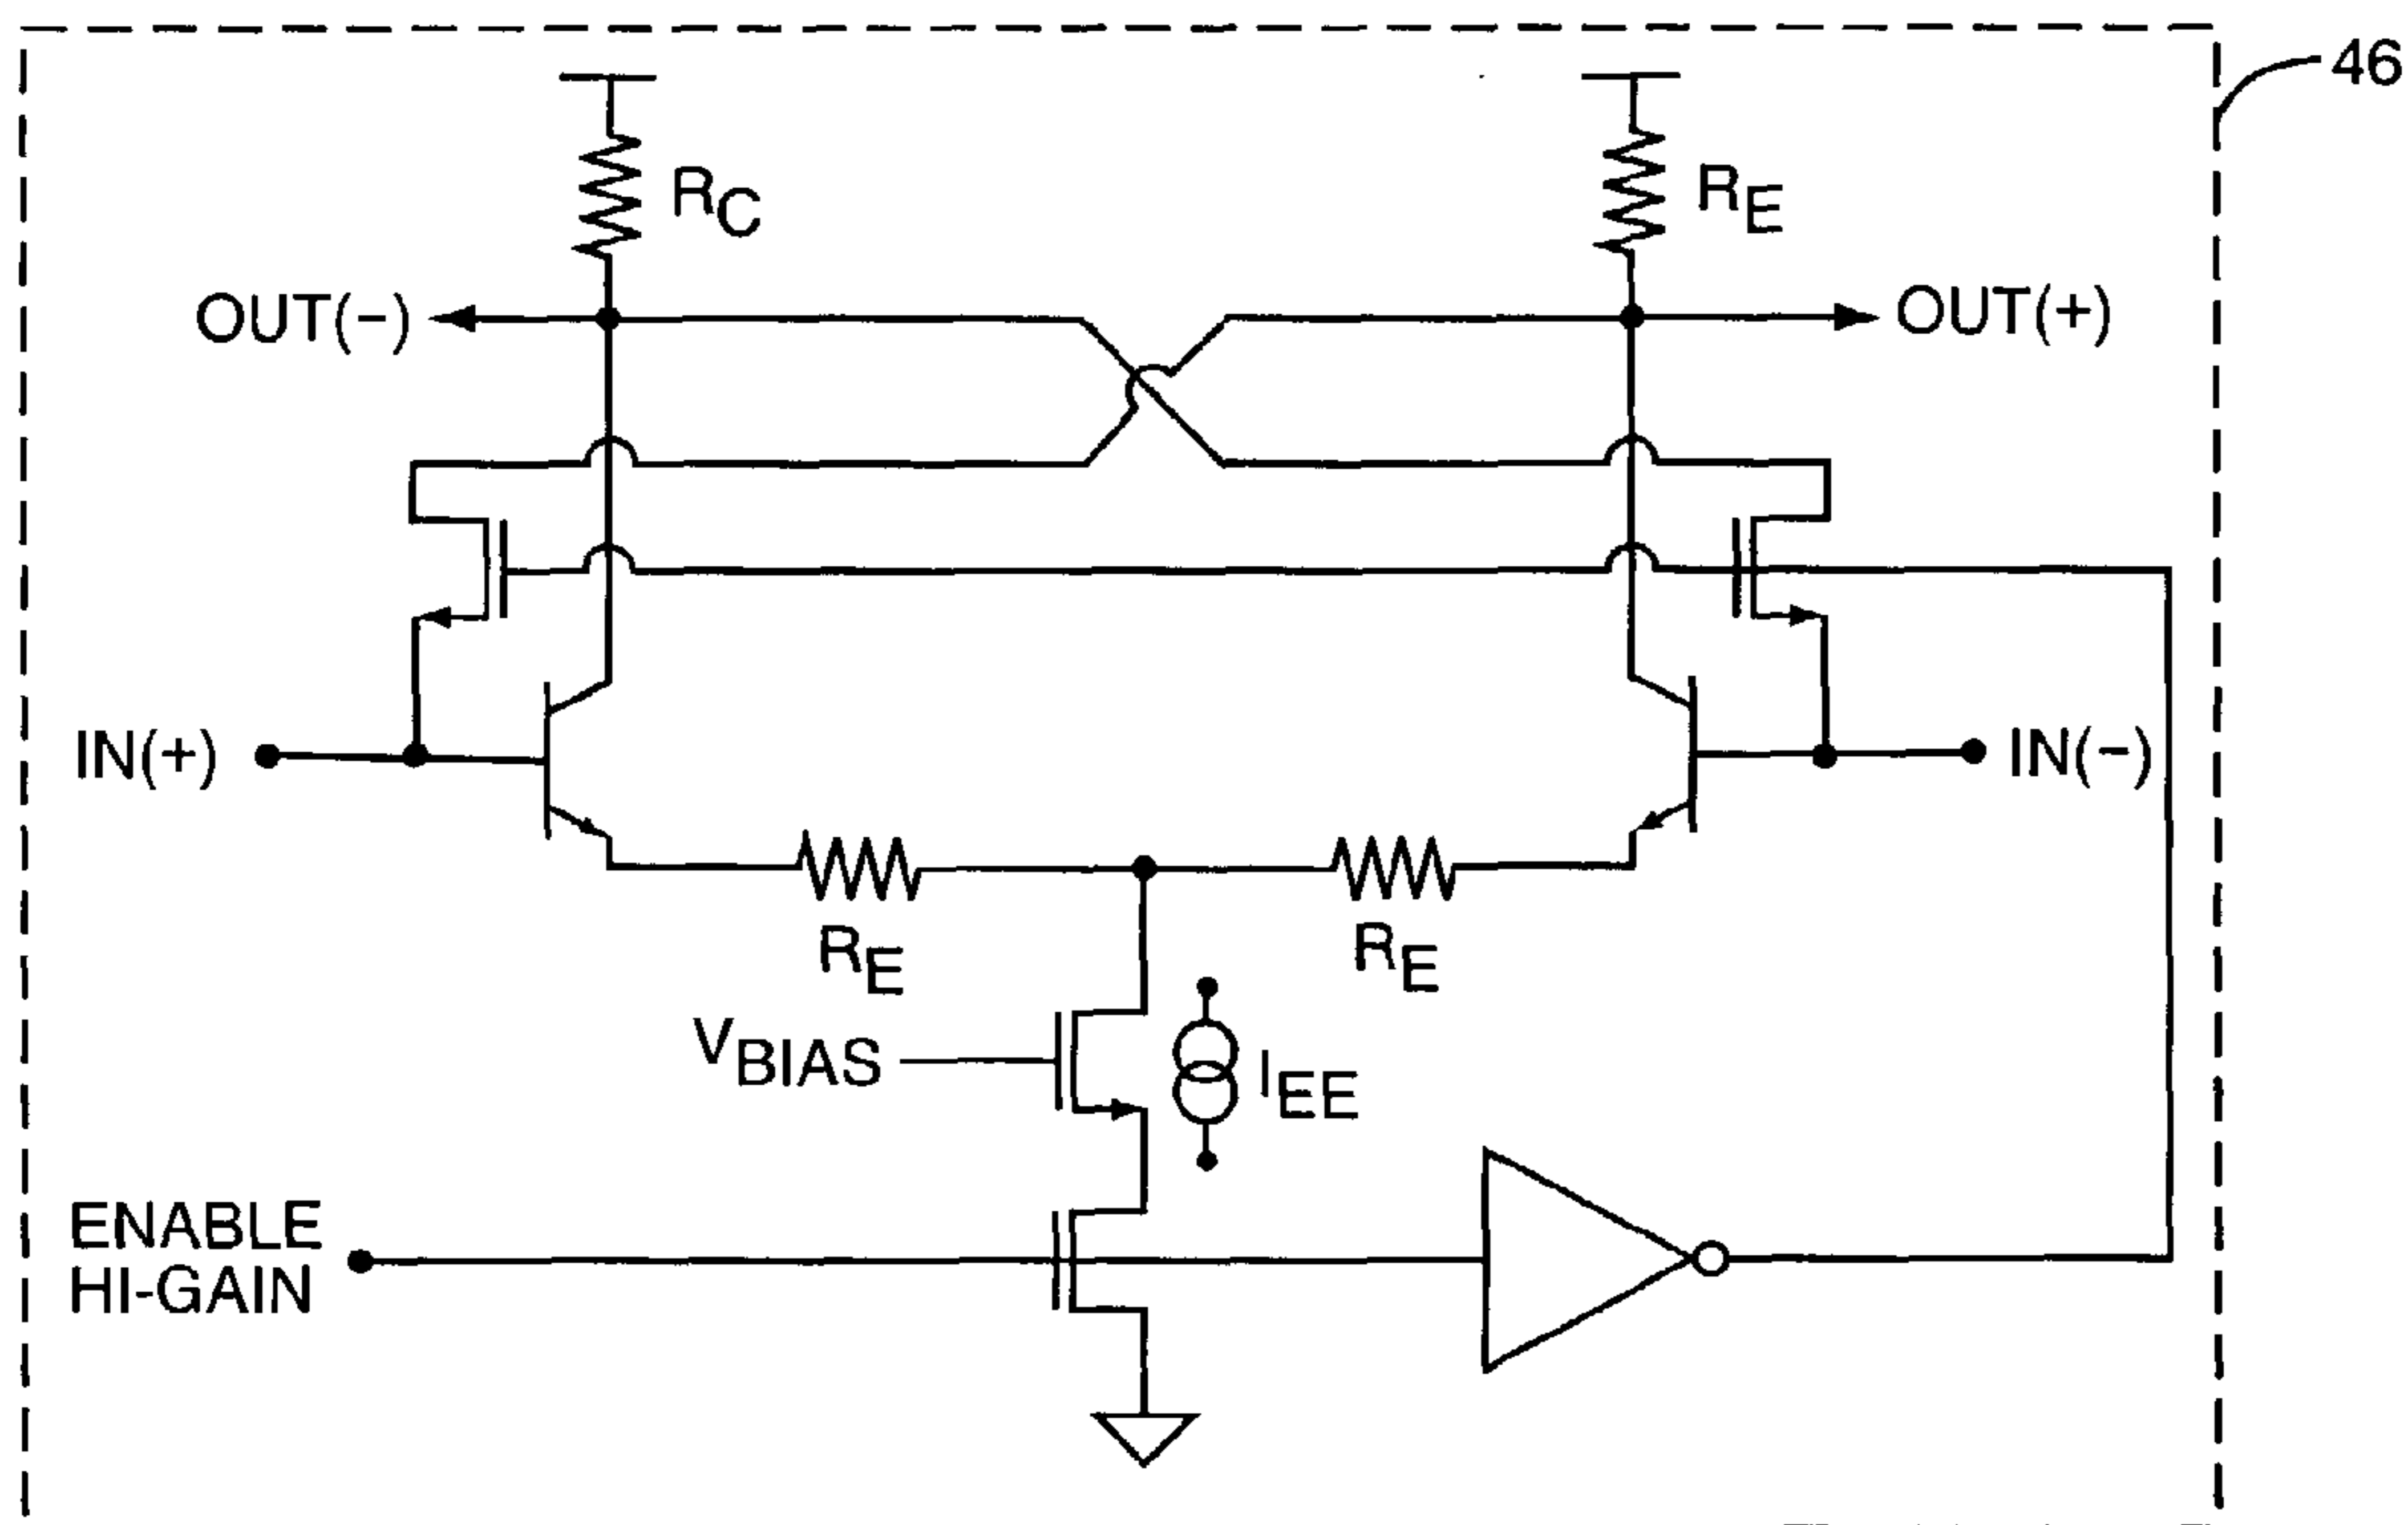 46
RC
RE
OUT(−)
OUT(+)
IN(+)
IN(−)
RE
RE
VBIAS
IEE
ENABLE
HI-GAIN